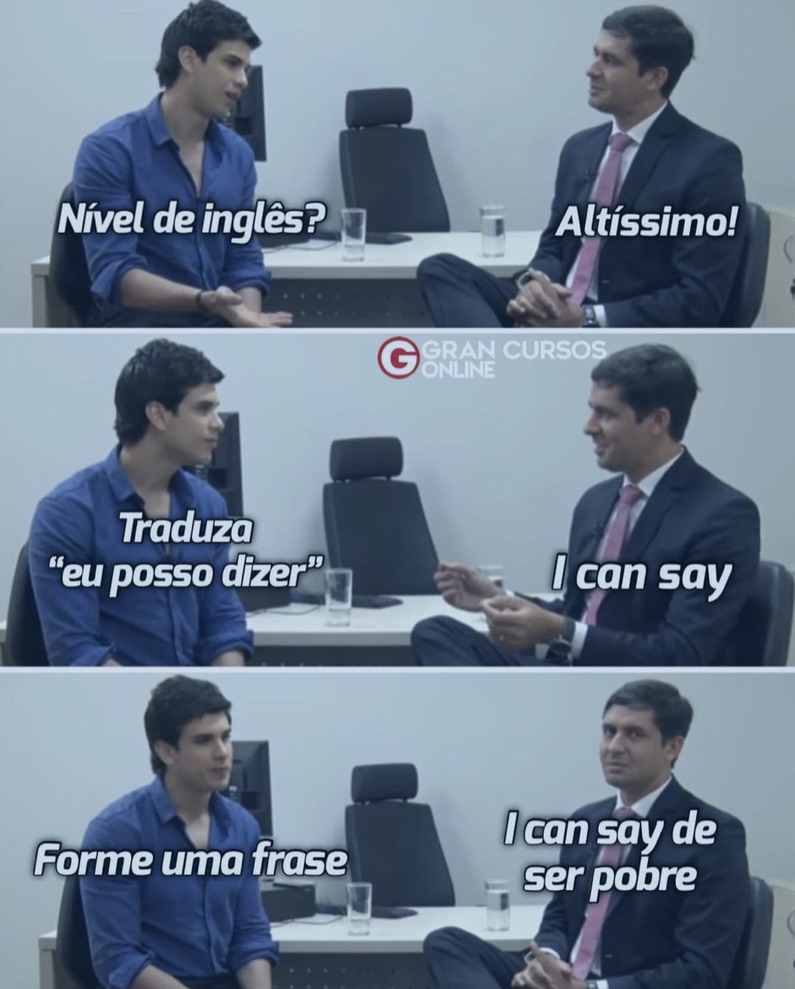 Nível de inglês?
Altíssimo!
G GRAN CURSOS
ONLINE
Traduza
“eu posso dizer”
I can say
Forme uma frase
I can say de
ser pobre